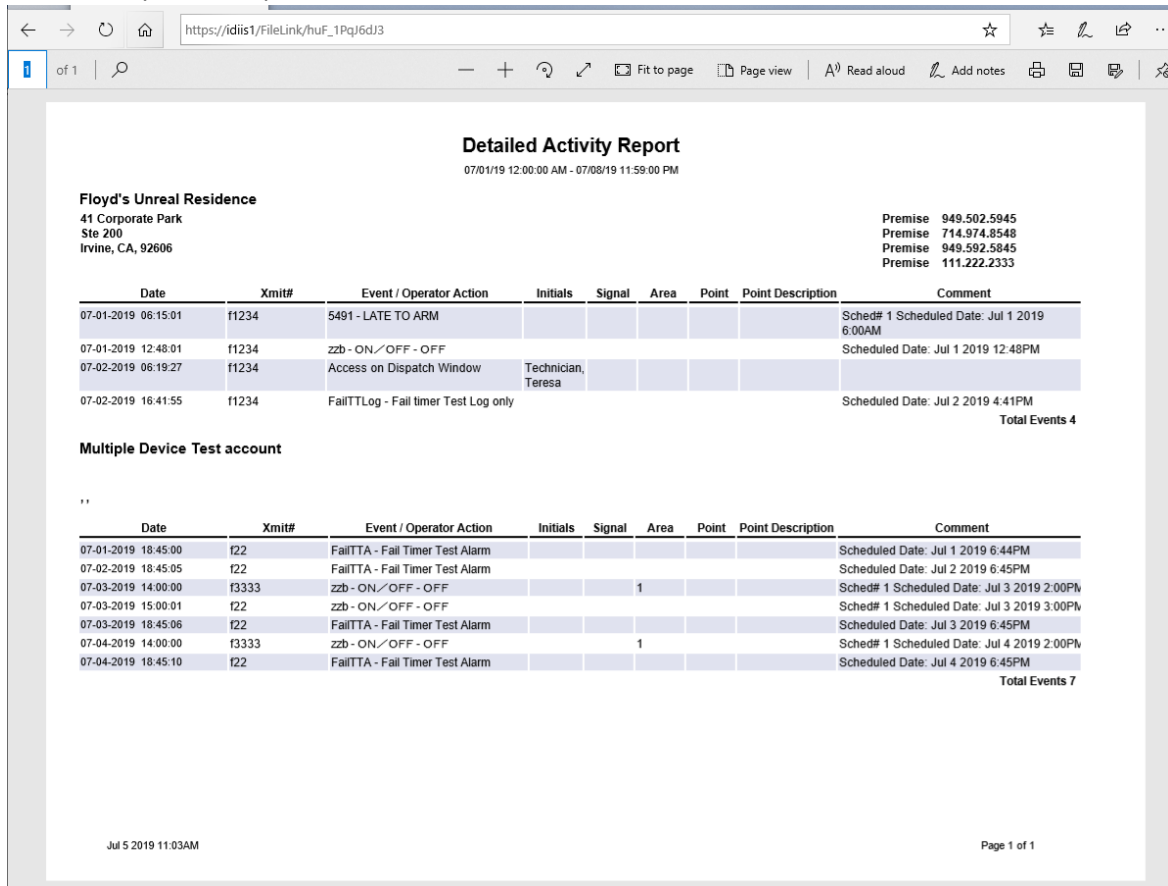 https://idiis1/FileLink/huF_1PqJ6dJ3
1 of 1 Fit to page Page view Read aloud Add notes
Detailed Activity Report
07/01/19 12:00:00 AM - 07/08/19 11:59:00 PM
Floyd's Unreal Residence
41 Corporate Park
Ste 200
Irvine, CA, 92606
Premise 949.502.5945
Premise 714.974.8548
Premise 949.592.5845
Premise 111.222.2333
Date Xmit# Event / Operator Action Initials Signal Area Point Point Description Comment
07-01-2019 06:15:01 f1234 5491 - LATE TO ARM Sched# 1 Scheduled Date: Jul 1 2019
6:00AM
07-01-2019 12:48:01 f1234 zzb - ON／OFF - OFF Scheduled Date: Jul 1 2019 12:48PM
07-02-2019 06:19:27 f1234 Access on Dispatch Window Technician,
Teresa
07-02-2019 16:41:55 f1234 FailTTLog - Fail timer Test Log only Scheduled Date: Jul 2 2019 4:41PM
Total Events 4
Multiple Device Test account
, ,
Date Xmit# Event / Operator Action Initials Signal Area Point Point Description Comment
07-01-2019 18:45:00 f22 FailTTA - Fail Timer Test Alarm Scheduled Date: Jul 1 2019 6:44PM
07-02-2019 18:45:05 f22 FailTTA - Fail Timer Test Alarm Scheduled Date: Jul 2 2019 6:45PM
07-03-2019 14:00:00 f3333 zzb - ON／OFF - OFF 1 Sched# 1 Scheduled Date: Jul 3 2019 2:00PM
07-03-2019 15:00:01 f22 zzb - ON／OFF - OFF Sched# 1 Scheduled Date: Jul 3 2019 3:00PM
07-03-2019 18:45:06 f22 FailTTA - Fail Timer Test Alarm Scheduled Date: Jul 3 2019 6:45PM
07-04-2019 14:00:00 f3333 zzb - ON／OFF - OFF 1 Sched# 1 Scheduled Date: Jul 4 2019 2:00PM
07-04-2019 18:45:10 f22 FailTTA - Fail Timer Test Alarm Scheduled Date: Jul 4 2019 6:45PM
Total Events 7
Jul 5 2019 11:03AM Page 1 of 1